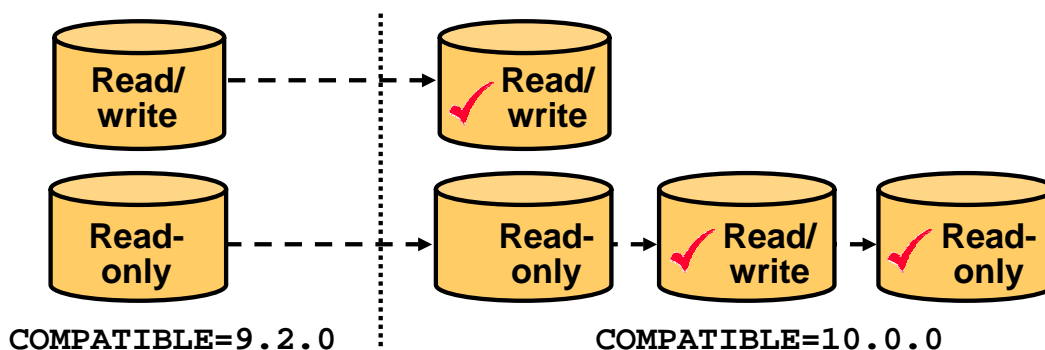 Read/
write
Read/
write
Read-
only
Read-
only
Read/
write
Read-
only
COMPATIBLE=9.2.0
COMPATIBLE=10.0.0